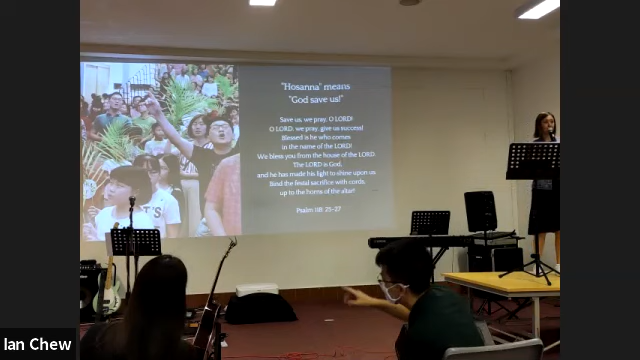 "Hosanna" means
"God save us!"
Save us, we pray, O LORD!
O LORD, we pray, give us success!
Blessed is he who comes
in the name of the LORD!
We bless you from the house of the LORD.
The LORD is God,
and he has made his light to shine upon us.
Bind the festal sacrifice with cords,
up to the horns of the altar!
Psalm 118: 25-27
Ian Chew